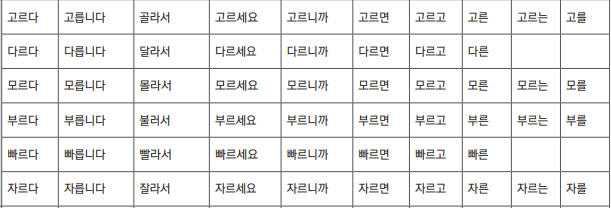 고르다 고릅니다 골라서 고르세요 고르니까 고르면 고르고 고른 고르는 고를
다르다 다릅니다 달라서 다르세요 다르니까 다르면 다르고 다른
모르다 모릅니다 몰라서 모르세요 모르니까 모르면 모르고 모른 모르는 모를
부르다 부릅니다 불러서 부르세요 부르니까 부르면 부르고 부른 부르는 부를
빠르다 빠릅니다 빨라서 빠르세요 빠르니까 빠르면 빠르고 빠른
자르다 자릅니다 잘라서 자르세요 자르니까 자르면 자르고 자른 자르는 자를